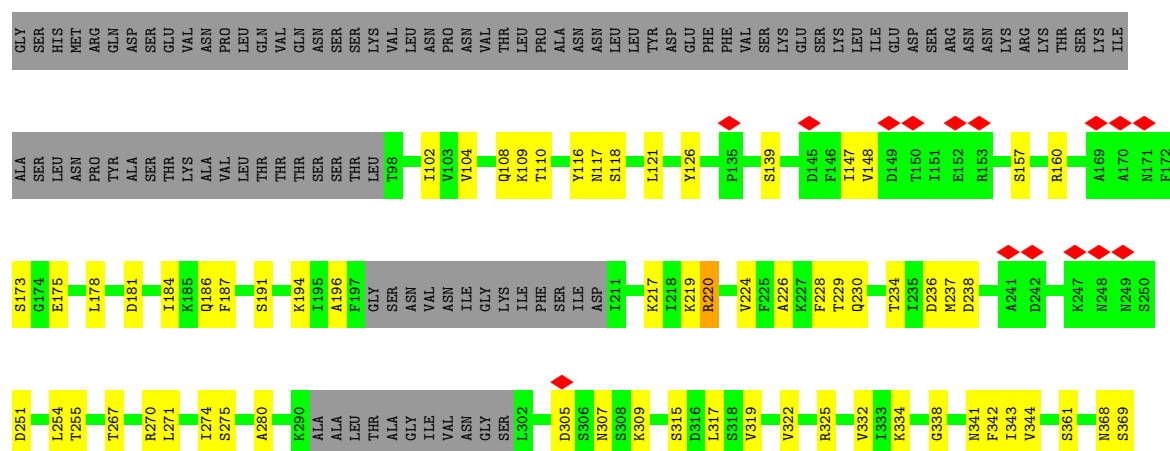 GLY SER HIS MET ARG GLN ASP SER GLU VAL ASN PRO LEU GLN VAL GLN ASN SER SER LYS VAL LEU ASN PRO ASN VAL THR LEU PRO ALA ASN ASN LEU LEU TYR ASP GLU PHE PHE VAL SER LYS GLU SER LYS LEU ILE GLU ASP SER ARG ASN ASN LYS ARG LYS THR SER LYS ILE
ALA SER LEU ASN PRO TYR ALA SER THR LYS ALA VAL LEU THR THR THR SER SER THR LEU T98 I102 V103 V104 Q108 K109 T110 Y116 N117 S118 L121 Y126 P135 S139 D145 F146 I147 V148 D149 T150 I151 E152 R153 S157 R160 A169 A170 N171 F172
S173 G174 E175 L178 D181 I184 K185 Q186 F187 S191 K194 I195 A196 F197 GLY SER ASN VAL ASN ILE GLY LYS ILE PHE SER ILE ASP I211 K217 I218 K219 R220 V224 F225 A226 K227 F228 T229 Q230 T234 I235 D236 M237 D238 A241 D242 K247 N248 N249 S250
D251 L254 T255 T267 R270 L271 I274 S275 A280 K290 ALA ALA LEU THR ALA GLY ILE VAL ASN GLY SER L302 D305 S306 N307 S308 K309 S315 D316 L317 S318 V319 V322 R325 V332 I333 K334 G338 N341 F342 I343 V344 S361 N368 S369